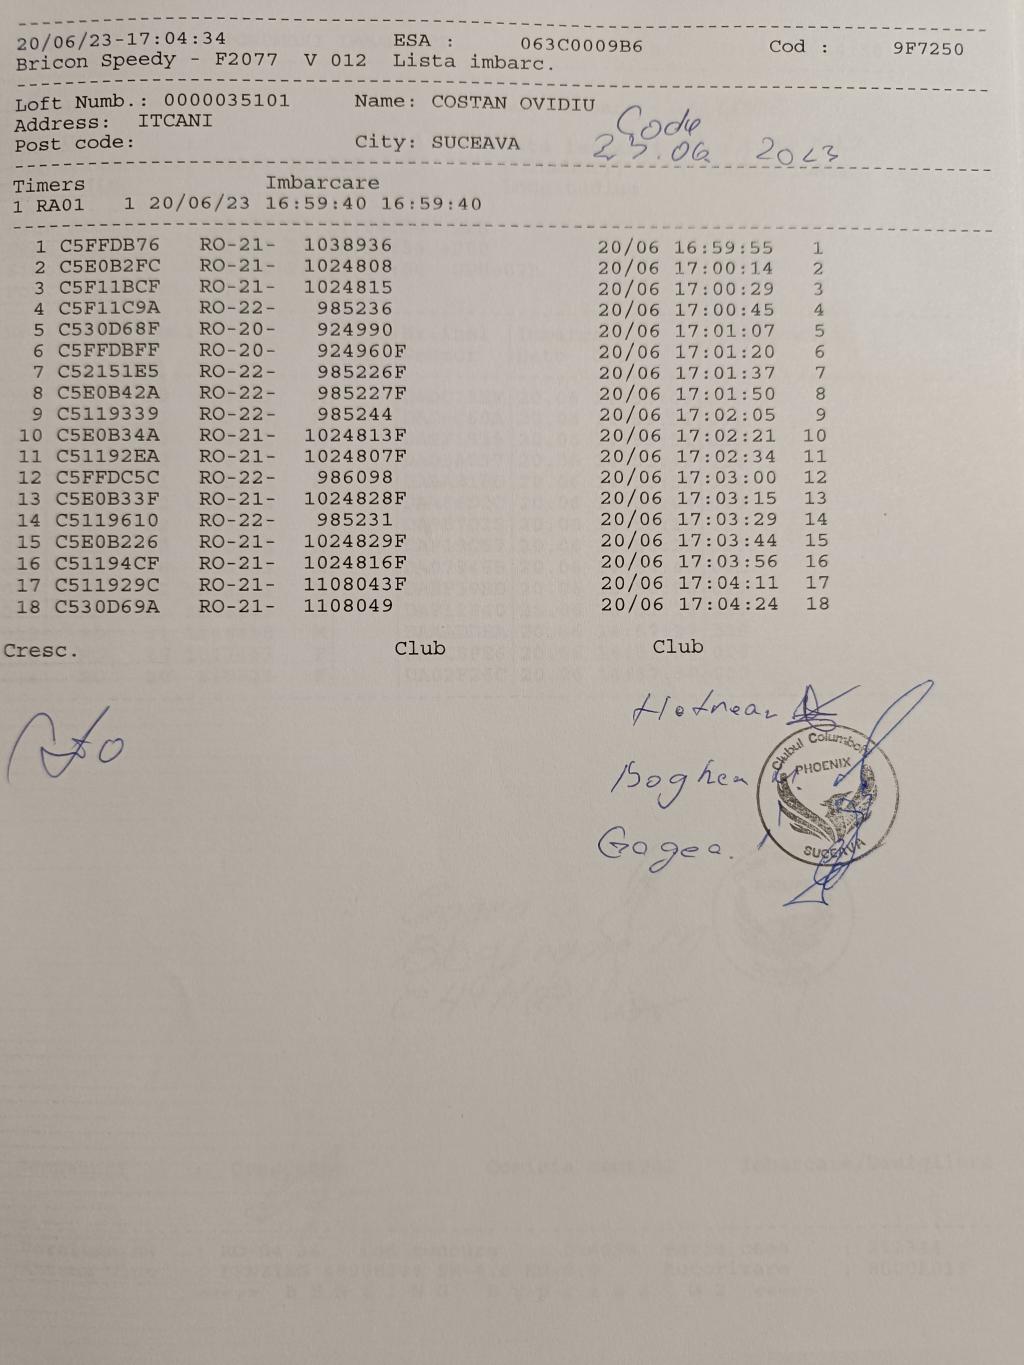 20/06/23-17:04:34 ESA : 063C0009B6 Cod : 9F7250
Bricon Speedy - F2077 V 012 Lista imbarc.
Loft Numb.: 0000035101 Name: COSTAN OVIDIU
Address: ITCANI
Post code: City: SUCEAVA
Timers Imbarcare
1 RA01 1 20/06/23 16:59:40 16:59:40
1 C5FFDB76 RO-21- 1038936 20/06 16:59:55 1
2 C5E0B2FC RO-21- 1024808 20/06 17:00:14 2
3 C5F11BCF RO-21- 1024815 20/06 17:00:29 3
4 C5F11C9A RO-22- 985236 20/06 17:00:45 4
5 C530D68F RO-20- 924990 20/06 17:01:07 5
6 C5FFDBFF RO-20- 924960F 20/06 17:01:20 6
7 C52151E5 RO-22- 985226F 20/06 17:01:37 7
8 C5E0B42A RO-22- 985227F 20/06 17:01:50 8
9 C5119339 RO-22- 985244 20/06 17:02:05 9
10 C5E0B34A RO-21- 1024813F 20/06 17:02:21 10
11 C51192EA RO-21- 1024807F 20/06 17:02:34 11
12 C5FFDC5C RO-22- 986098 20/06 17:03:00 12
13 C5E0B33F RO-21- 1024828F 20/06 17:03:15 13
14 C5119610 RO-22- 985231 20/06 17:03:29 14
15 C5E0B226 RO-21- 1024829F 20/06 17:03:44 15
16 C51194CF RO-21- 1024816F 20/06 17:03:56 16
17 C511929C RO-21- 1108043F 20/06 17:04:11 17
18 C530D69A RO-21- 1108049 20/06 17:04:24 18
Cresc. Club Club
Clubul Columbofil
PHOENIX
Gogea.
SUCEAVA